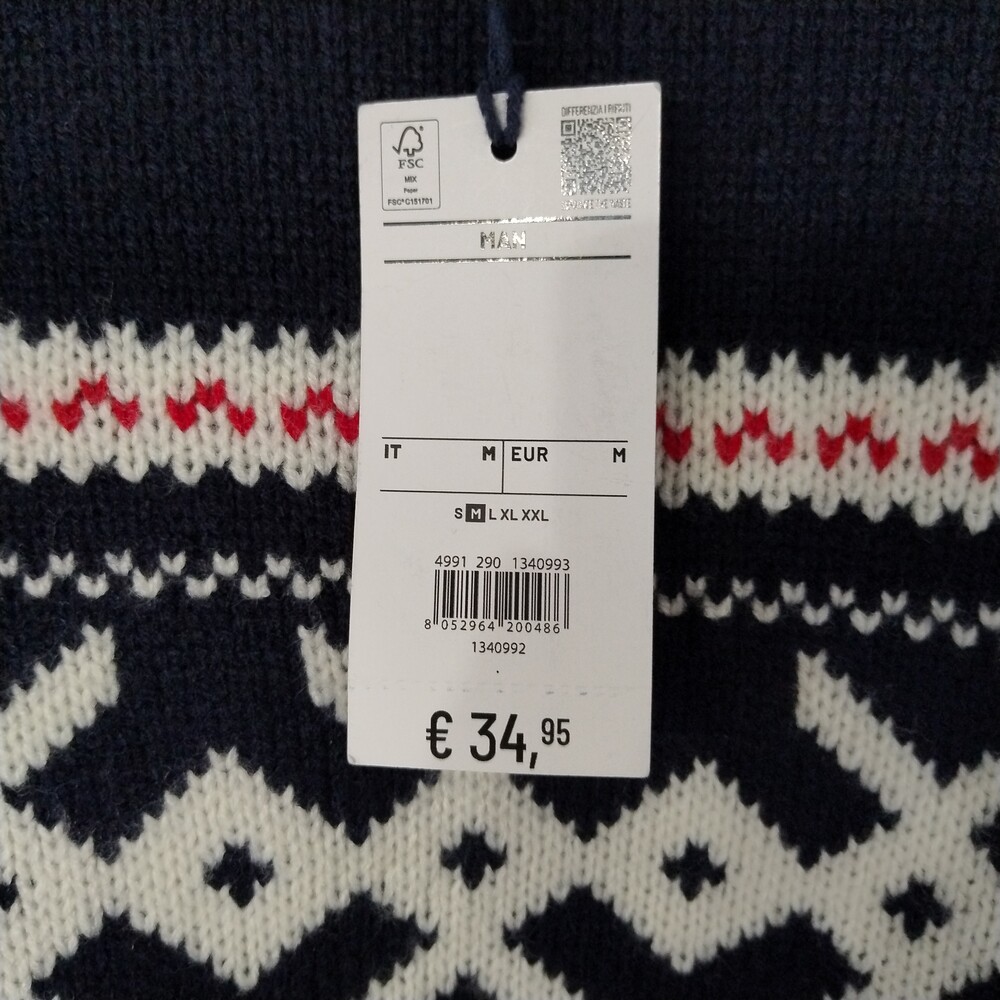 DIFFERENZIA I RIFIUTI
FSC®
MIX
Paper
FSC® C151701
MAN
IT M EUR M
S M L XL XXL
4991 290 1340993
8 052964 200486
1340992
€ 34,95